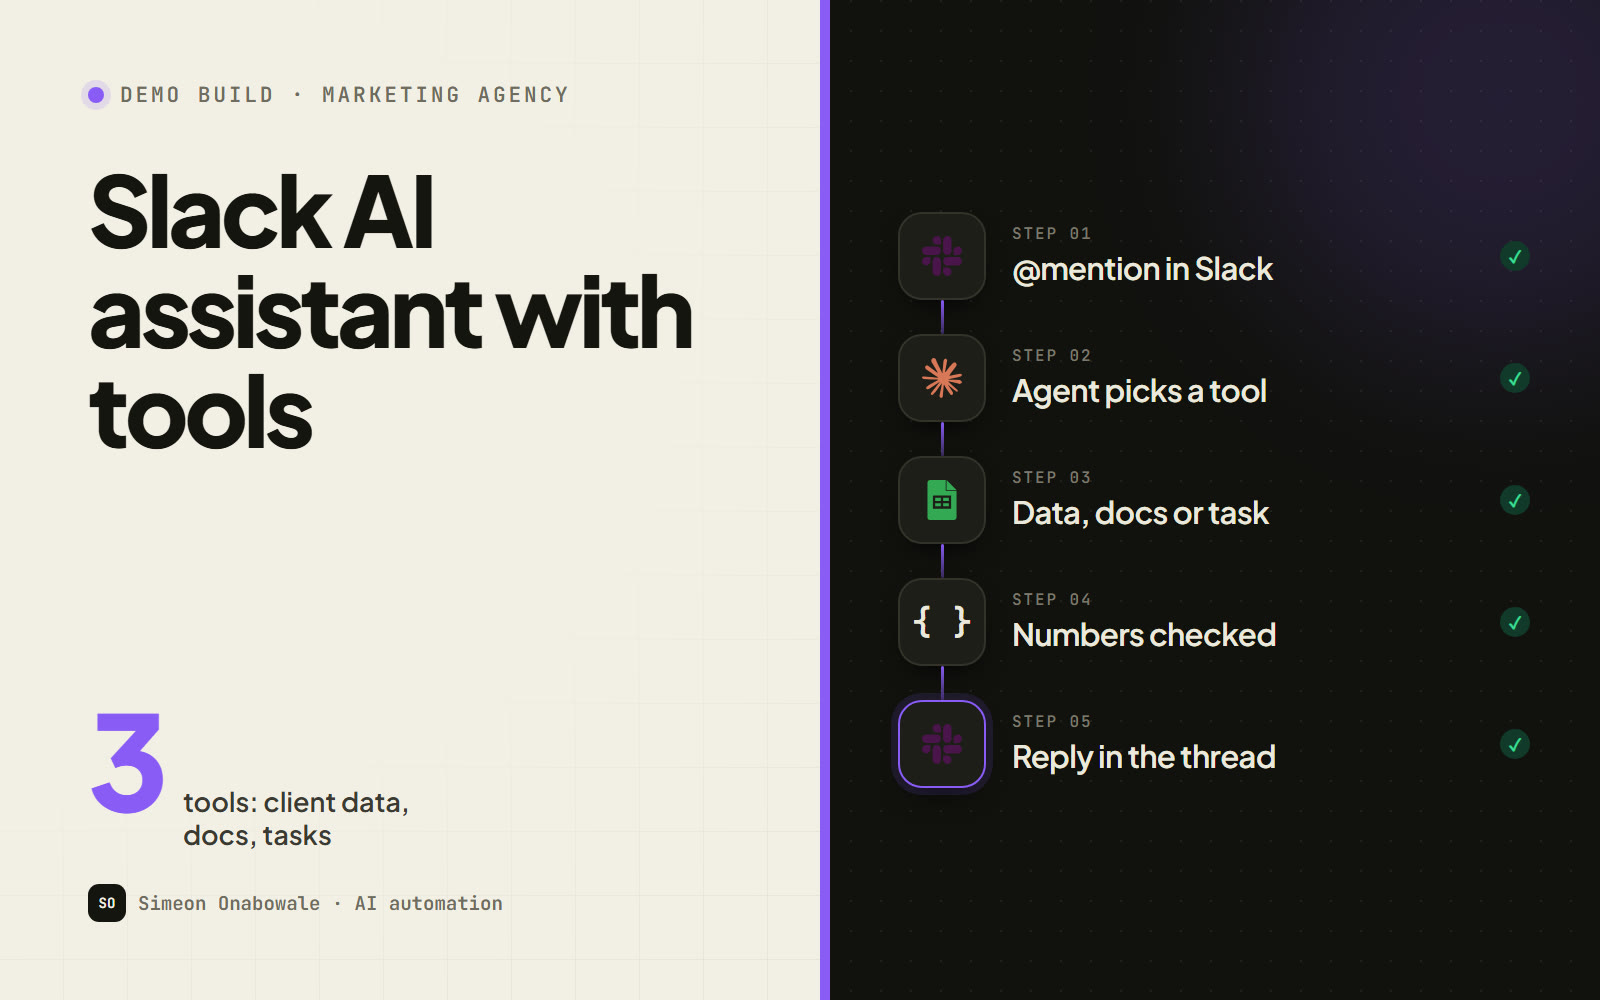 DEMO BUILD · MARKETING AGENCY
Slack AI
assistant with
tools
3
tools: client data,
docs, tasks
SO
Simeon Onabowale · AI automation
STEP 01
@mention in Slack
✓
STEP 02
Agent picks a tool
✓
STEP 03
Data, docs or task
✓
{ }
STEP 04
Numbers checked
✓
STEP 05
Reply in the thread
✓